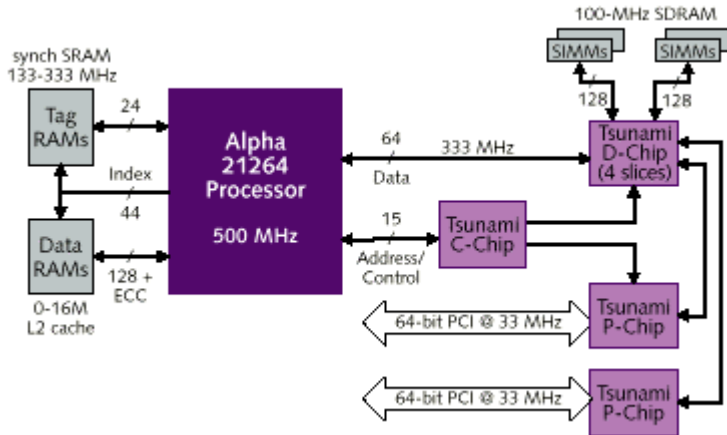 100-MHz SDRAM
SIMMs
SIMMs
128
128
synch SRAM
133-333 MHz
Tag
RAMs
24
Index
44
Data
RAMs
128 +
ECC
0-16M
L2 cache
Alpha
21264
Processor
500 MHz
64
Data
333 MHz
Tsunami
D-Chip
(4 slices)
15
Address/
Control
Tsunami
C-Chip
64-bit PCI @ 33 MHz
Tsunami
P-Chip
64-bit PCI @ 33 MHz
Tsunami
P-Chip